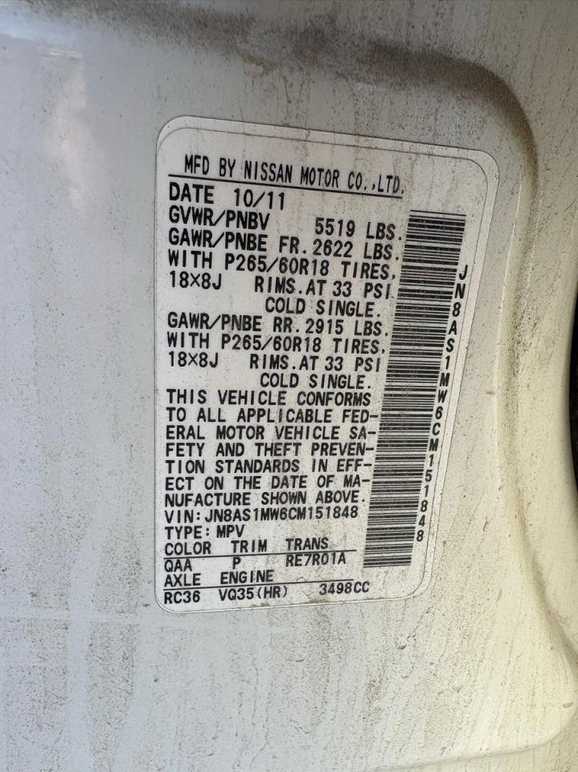 MFD BY NISSAN MOTOR CO.,LTD.
DATE 10/11
GVWR/PNBV 5519 LBS.
GAWR/PNBE FR. 2622 LBS.
WITH P265/60R18 TIRES,
18×8J RIMS.AT 33 PSI
COLD SINGLE.
GAWR/PNBE RR. 2915 LBS.
WITH P265/60R18 TIRES,
18×8J RIMS.AT 33 PSI
COLD SINGLE.
THIS VEHICLE CONFORMS
TO ALL APPLICABLE FED-
ERAL MOTOR VEHICLE SA-
FETY AND THEFT PREVEN-
TION STANDARDS IN EFF-
ECT ON THE DATE OF MA-
NUFACTURE SHOWN ABOVE.
VIN:JN8AS1MW6CM151848
TYPE:MPV
COLOR TRIM TRANS
QAA P RE7R01A
AXLE ENGINE
RC36 VQ35(HR) 3498CC
JN8AS1MW6CM151848